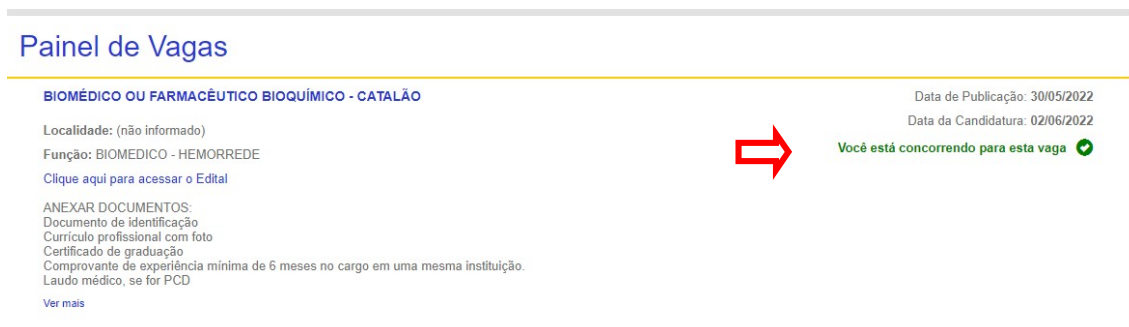 Painel de Vagas
BIOMÉDICO OU FARMACÊUTICO BIOQUÍMICO - CATALÃO
Data de Publicação: 30/05/2022
Data da Candidatura: 02/06/2022
Localidade: (não informado)
Você está concorrendo para esta vaga
Função: BIOMEDICO - HEMORREDE
Clique aqui para acessar o Edital
ANEXAR DOCUMENTOS:
Documento de identificação
Currículo profissional com foto
Certificado de graduação
Comprovante de experiência mínima de 6 meses no cargo em uma mesma instituição.
Laudo médico, se for PCD
Ver mais